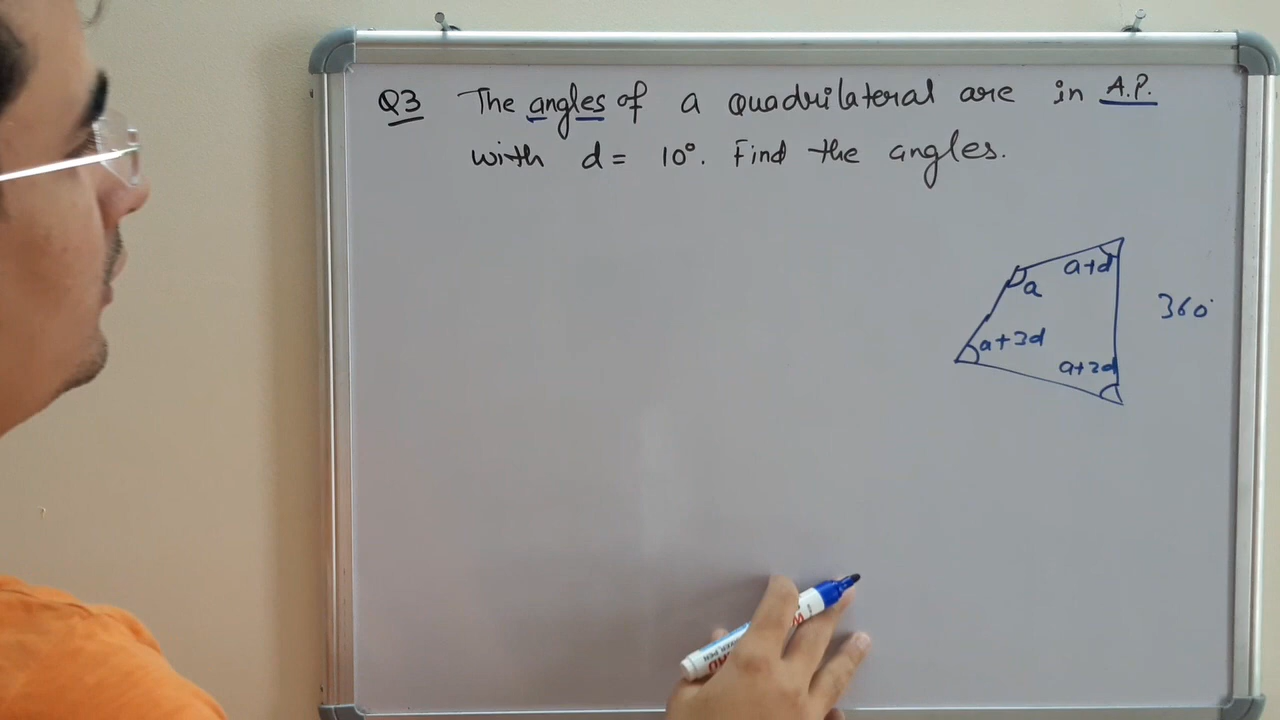 Q3 The angles of a quadrilateral are in A.P.
with d = 10°. Find the angles.
a+d
a
360°
a+3d
a+2d